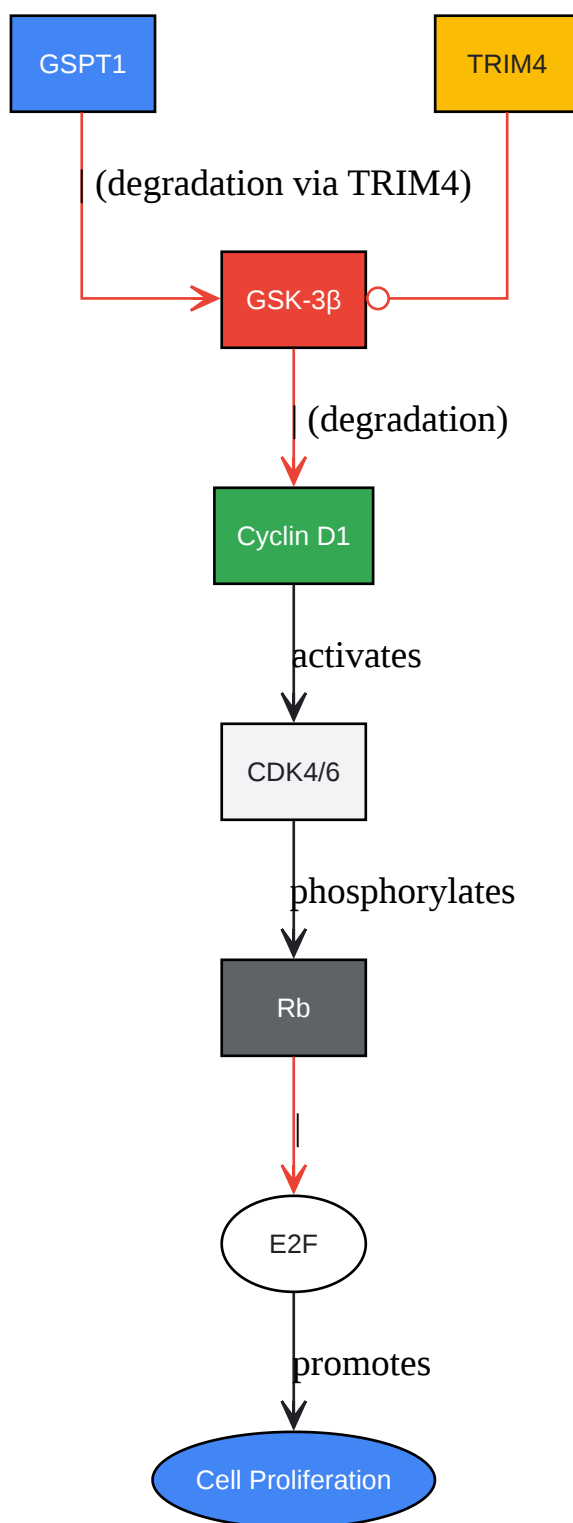 GSPT1
TRIM4
| (degradation via TRIM4)
GSK-3β
| (degradation)
Cyclin D1
activates
CDK4/6
phosphorylates
Rb
|
E2F
promotes
Cell Proliferation